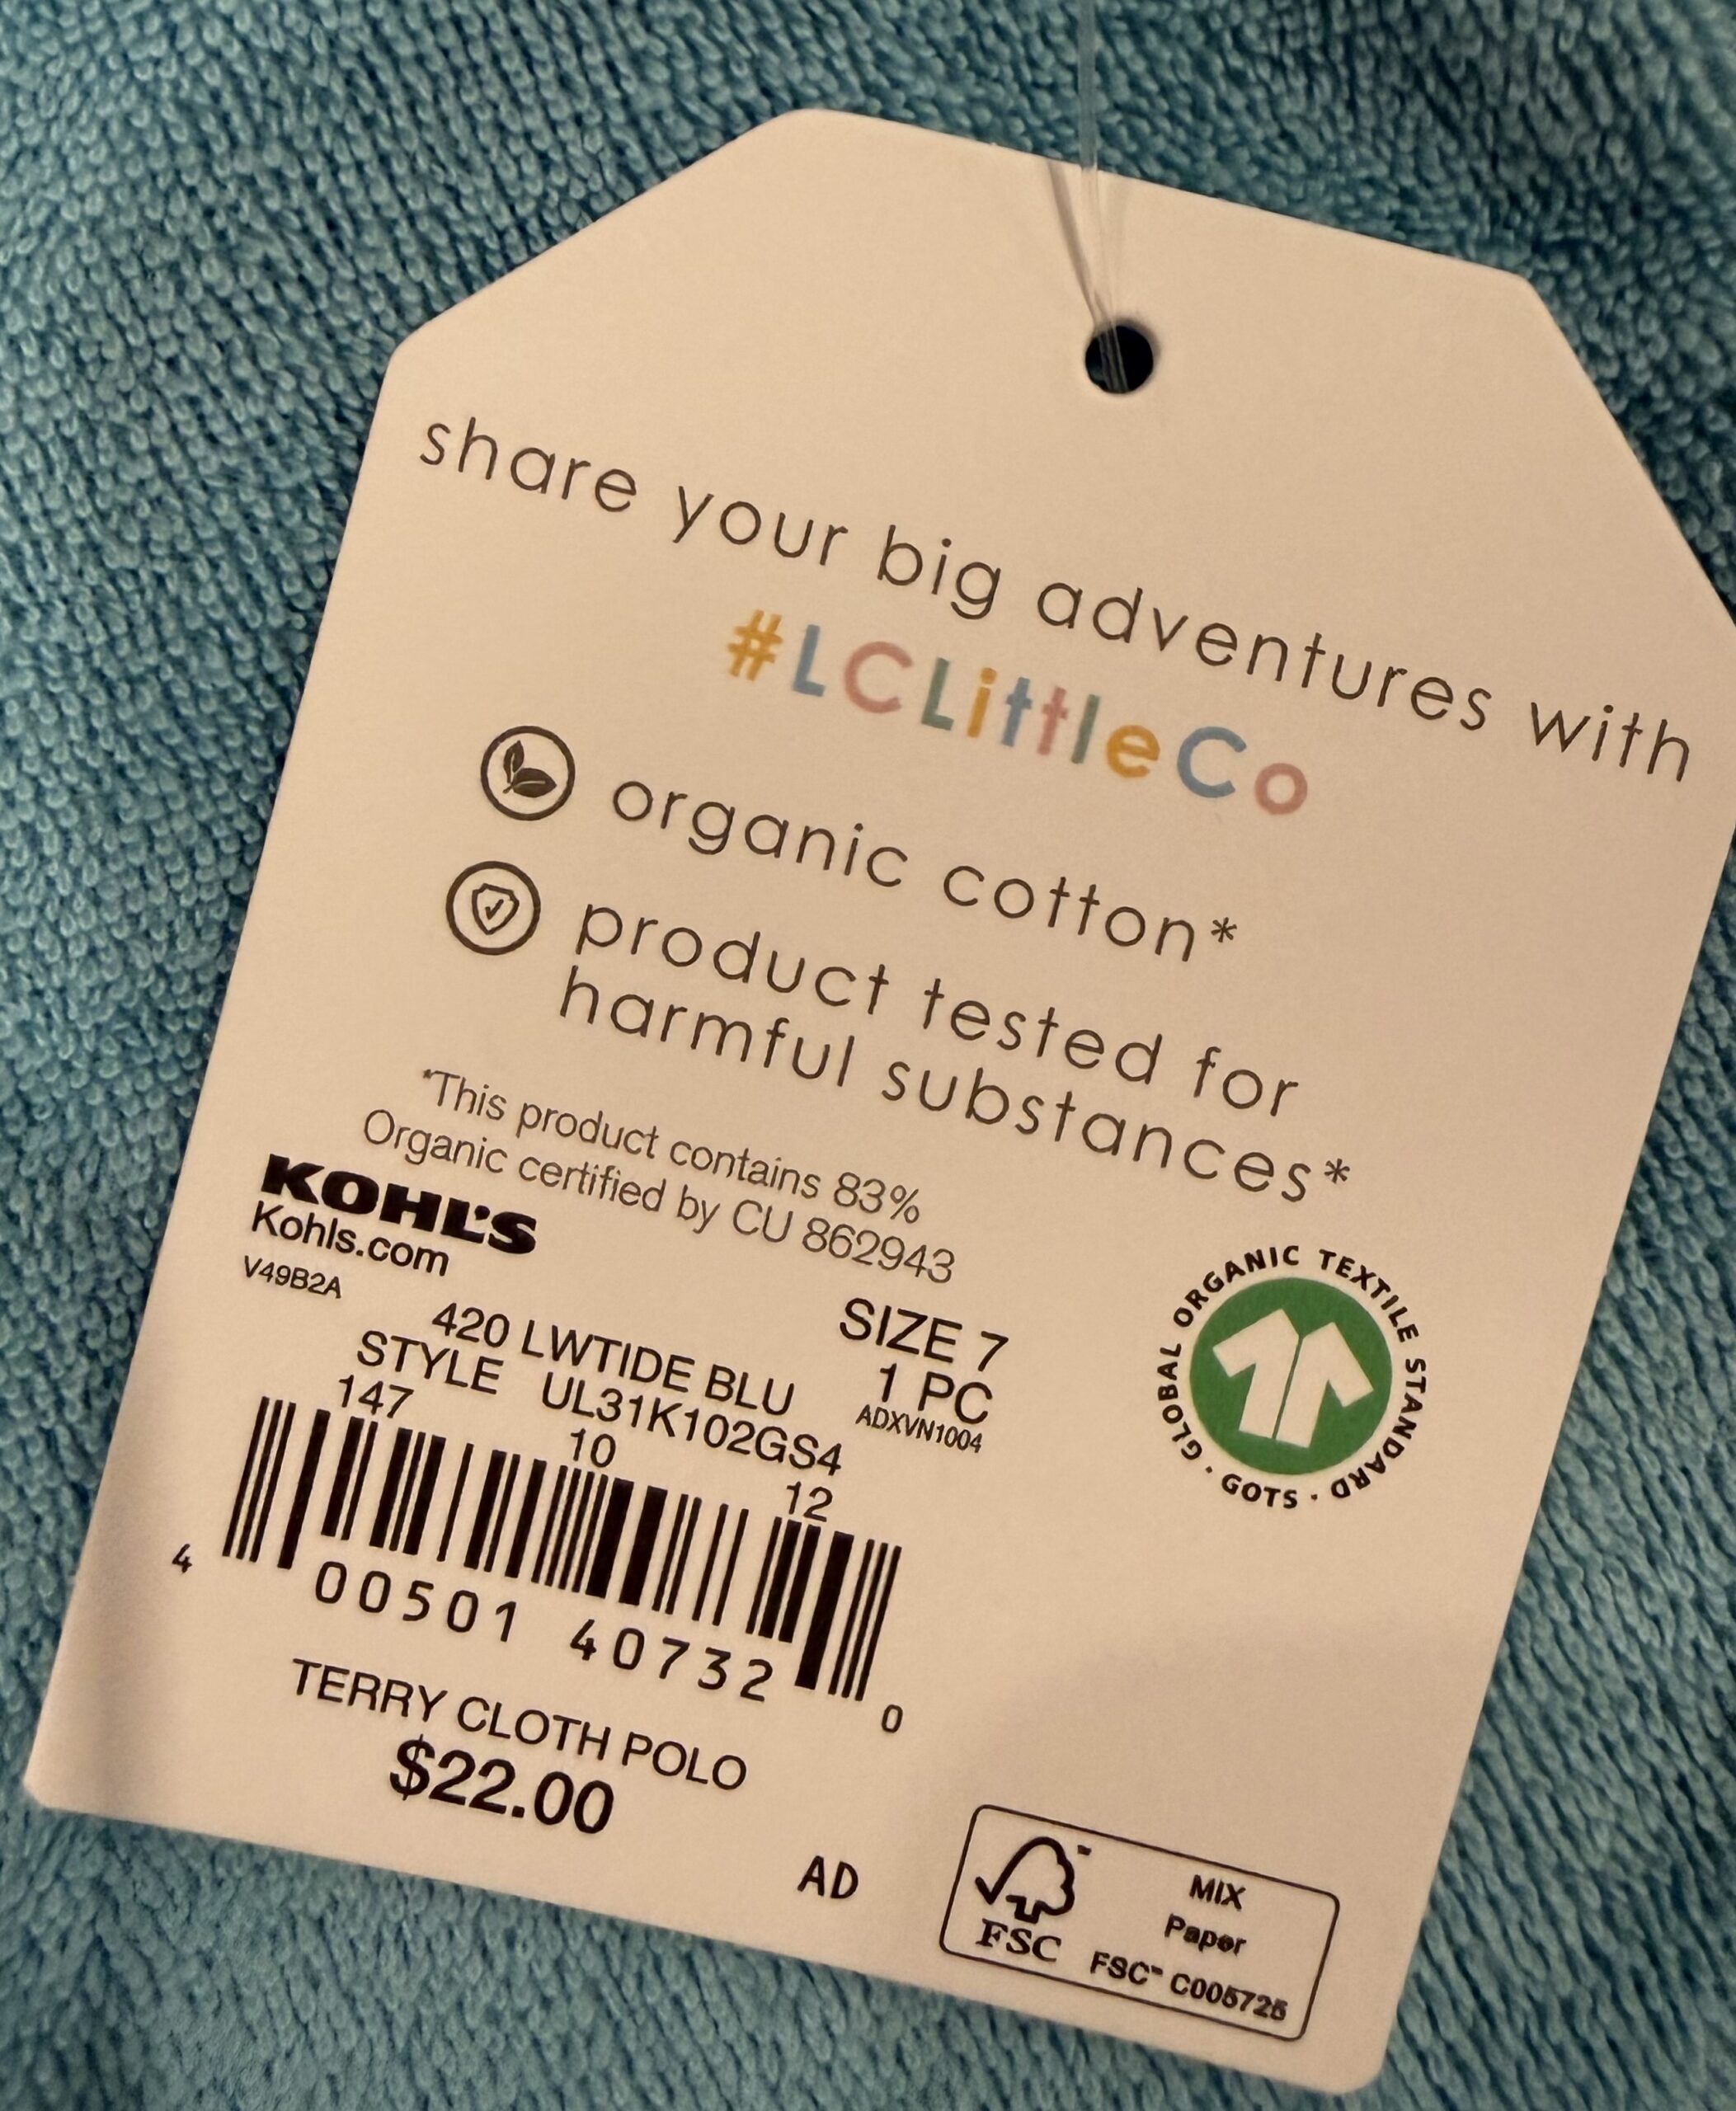 share your big adventures with
#LCLittleCo
organic cotton*
product tested for
harmful substances*
*This product contains 83%
Organic certified by CU 862943
KOHL'S
Kohls.com
V49B2A
420 LWTIDE BLU
SIZE 7
STYLE UL31K102GS4
1 PC
ADXVN1004
147
10
12
4 00501 40732 0
TERRY CLOTH POLO
$22.00
AD
GLOBAL ORGANIC TEXTILE STANDARD · GOTS ·
FSC™
MIX
Paper
FSC™ C005725